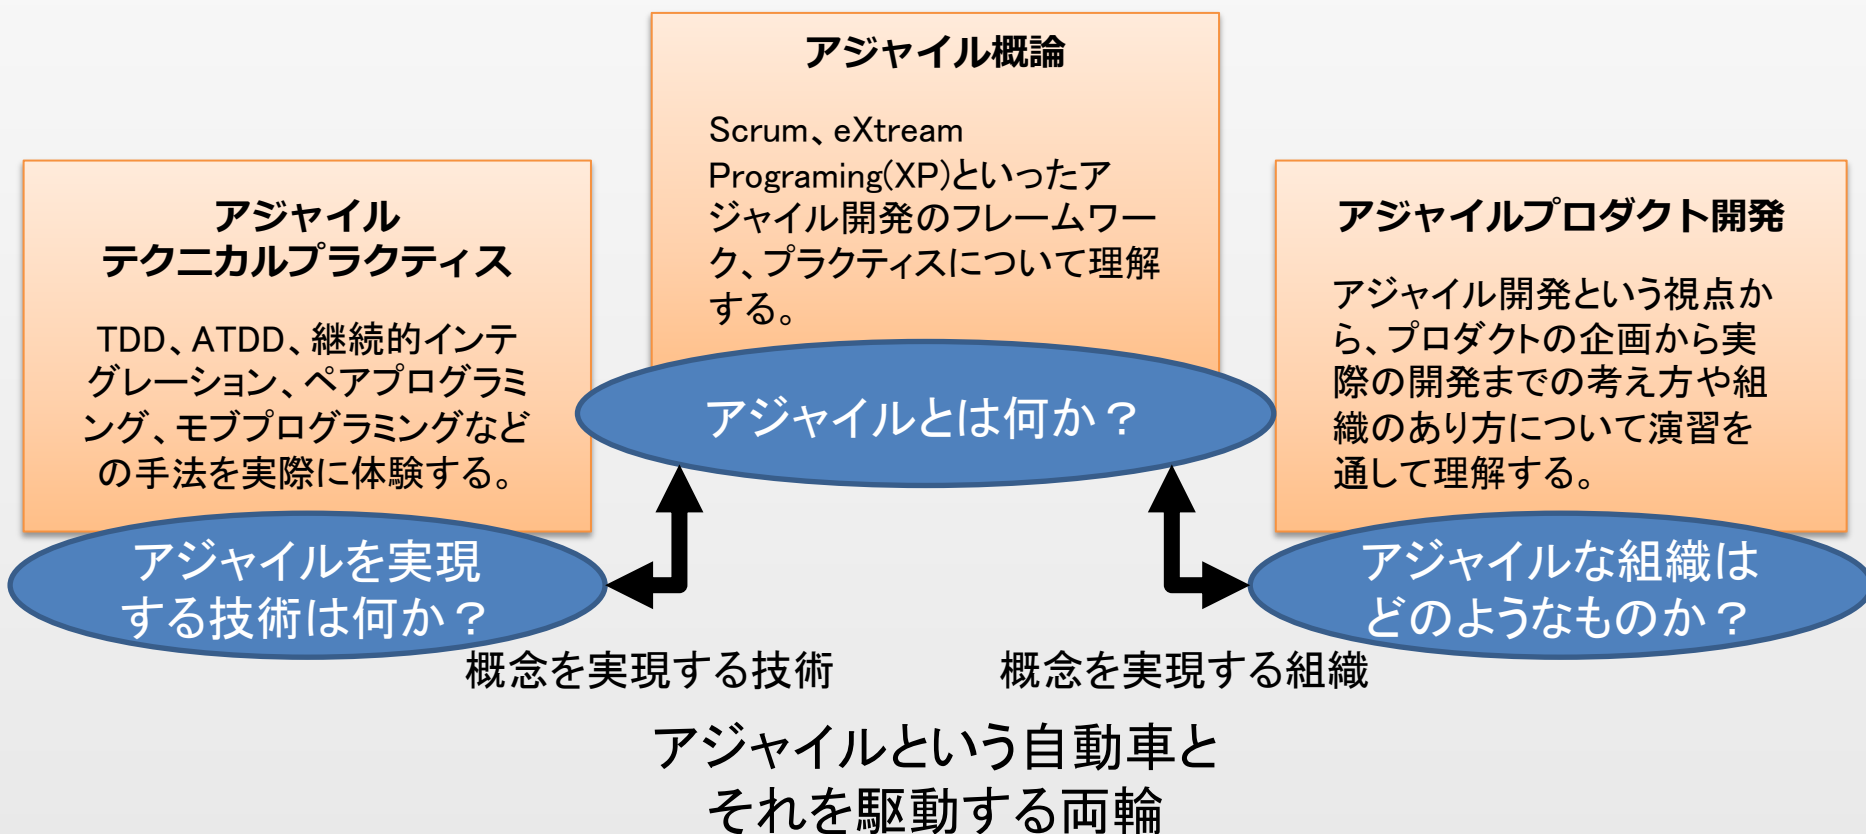 アジャイル概論
Scrum、eXtream
Programing(XP)といったア
ジャイル開発のフレームワー
ク、プラクティスについて理解
する。
アジャイルとは何か？
アジャイル
テクニカルプラクティス
TDD、ATDD、継続的インテ
グレーション、ペアプログラミ
ング、モブプログラミングなど
の手法を実際に体験する。
アジャイルを実現
する技術は何か？
アジャイルプロダクト開発
アジャイル開発という視点か
ら、プロダクトの企画から実
際の開発までの考え方や組
織のあり方について演習を
通して理解する。
アジャイルな組織は
どのようなものか？
概念を実現する技術
概念を実現する組織
アジャイルという自動車と
それを駆動する両輪